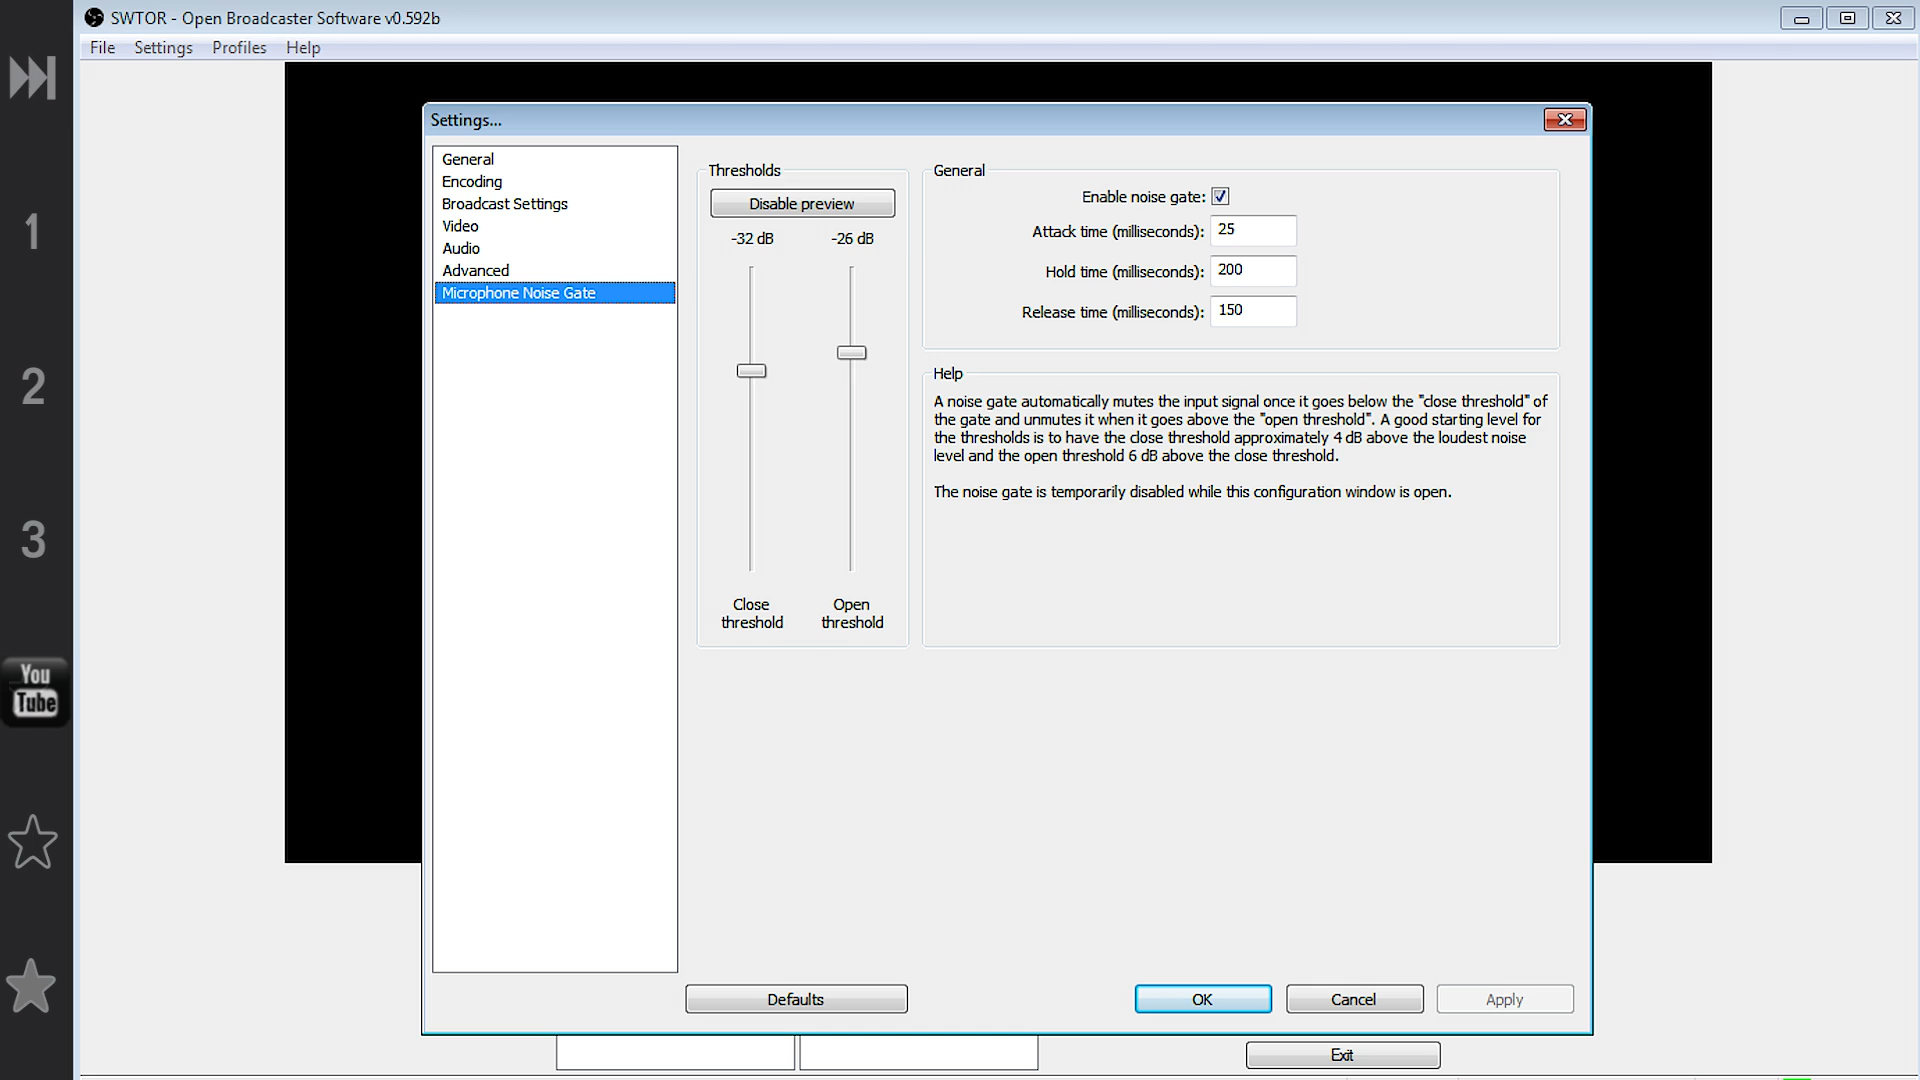 SWTOR - Open Broadcaster Software v0.592b
File Settings Profiles Help
Settings...
General
Encoding
Broadcast Settings
Video
Audio
Advanced
Microphone Noise Gate
Thresholds
Disable preview
-32 dB -26 dB
Close threshold
Open threshold
General
Enable noise gate:
Attack time (milliseconds): 25
Hold time (milliseconds): 200
Release time (milliseconds): 150
Help
A noise gate automatically mutes the input signal once it goes below the "close threshold" of
the gate and unmutes it when it goes above the "open threshold". A good starting level for
the thresholds is to have the close threshold approximately 4 dB above the loudest noise
level and the open threshold 6 dB above the close threshold.
The noise gate is temporarily disabled while this configuration window is open.
Defaults OK Cancel Apply
Exit
1
2
3
You
Tube